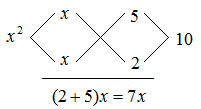 x 5
x² 10
x 2
(2+5)x = 7x